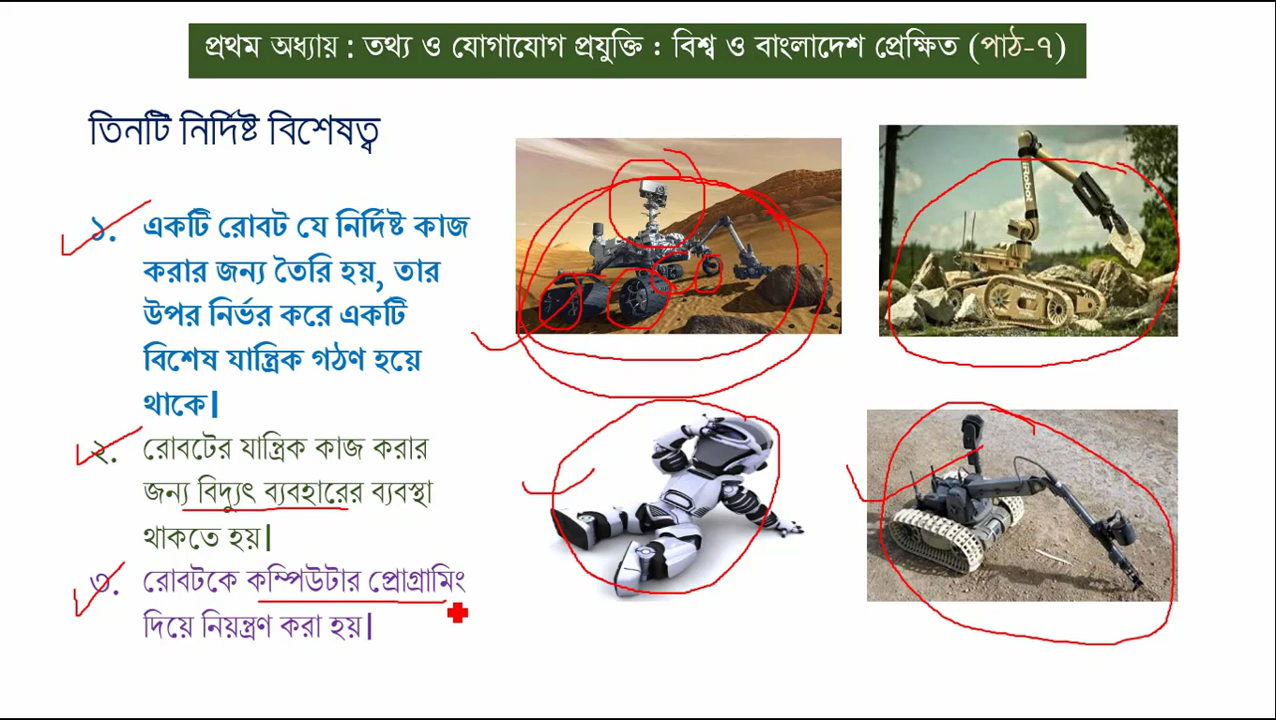 প্রথম অধ্যায় : তথ্য ও যোগাযোগ প্রযুক্তি : বিশ্ব ও বাংলাদেশ প্রেক্ষিত (পাঠ-৭)
তিনটি নির্দিষ্ট বিশেষত্ব
১. একটি রোবট যে নির্দিষ্ট কাজ
করার জন্য তৈরি হয়, তার
উপর নির্ভর করে একটি
বিশেষ যান্ত্রিক গঠণ হয়ে
থাকে।
২. রোবটের যান্ত্রিক কাজ করার
জন্য বিদ্যুৎ ব্যবহারের ব্যবস্থা
থাকতে হয়।
৩. রোবটকে কম্পিউটার প্রোগ্রামিং
দিয়ে নিয়ন্ত্রণ করা হয়।
iRobot